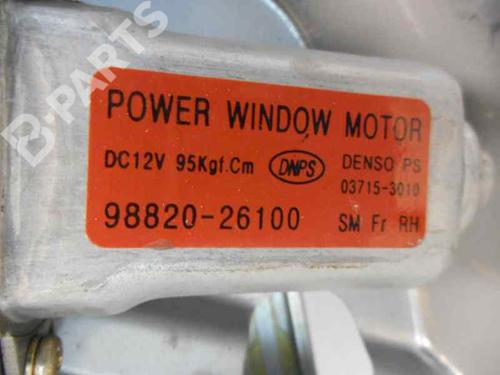 B-PARTS
POWER WINDOW MOTOR
DC12V 95Kgf.Cm DNPS DENSO PS
03715-3010
98820-26100 SM Fr RH